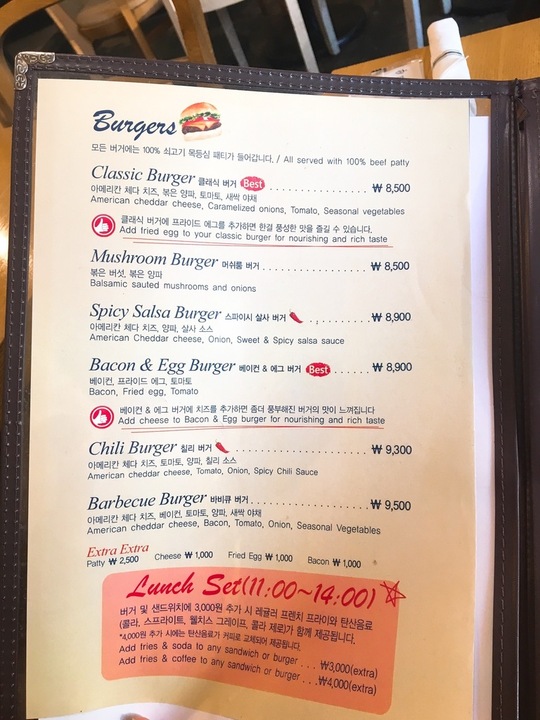 Burgers
모든 버거에는 100% 쇠고기 목등심 패티가 들어갑니다. / All served with 100% beef patty
Classic Burger 클래식 버거 Best . . . . . . . . . . . . . . . . . . ₩ 8,500
아메리칸 체다 치즈, 볶은 양파, 토마토, 새싹 야채
American cheddar cheese, Caramelized onions, Tomato, Seasonal vegetables
클래식 버거에 프라이드 에그를 추가하면 한결 풍성한 맛을 즐길 수 있습니다.
Add fried egg to your classic burger for nourishing and rich taste
Mushroom Burger 머쉬룸 버거 . . . . . . . . . . . . . . . . ₩ 8,500
볶은 버섯, 볶은 양파
Balsamic sauted mushrooms and onions
Spicy Salsa Burger 스파이시 살사 버거 . . . . . . . . . . ₩ 8,900
아메리칸 체다 치즈, 양파, 살사 소스
American Cheddar cheese, Onion, Sweet & Spicy salsa sauce
Bacon & Egg Burger 베이컨 & 에그 버거 Best . . . . . . ₩ 8,900
베이컨, 프라이드 에그, 토마토
Bacon, Fried egg, Tomato
베이컨 & 에그 버거에 치즈를 추가하면 좀더 풍부해진 버거의 맛이 느껴집니다
Add cheese to Bacon & Egg burger for nourishing and rich taste
Chili Burger 칠리 버거 . . . . . . . . . . . . . . . . . . . . ₩ 9,300
아메리칸 체다 치즈, 토마토, 양파, 칠리 소스
American cheddar cheese, Tomato, Onion, Spicy Chili Sauce
Barbecue Burger 바비큐 버거 . . . . . . . . . . . . . . . . . . ₩ 9,500
아메리칸 체다 치즈, 베이컨, 토마토, 양파, 새싹 야채
American cheddar cheese, Bacon, Tomato, Onion, Seasonal Vegetables
Extra Extra
Patty ₩ 2,500 Cheese ₩ 1,000 Fried Egg ₩ 1,000 Bacon ₩ 1,000
Lunch Set(11:00~14:00)
버거 및 샌드위치에 3,000원 추가 시 레귤러 프렌치 프라이와 탄산음료
(콜라, 스프라이트, 웰치스 그레이프, 콜라 제로)가 함께 제공됩니다.
*4,000원 추가 시에는 탄산음료가 커피로 교체되어 제공됩니다.
Add fries & soda to any sandwich or burger . . . ₩3,000(extra)
Add fries & coffee to any sandwich or burger . . . ₩4,000(extra)